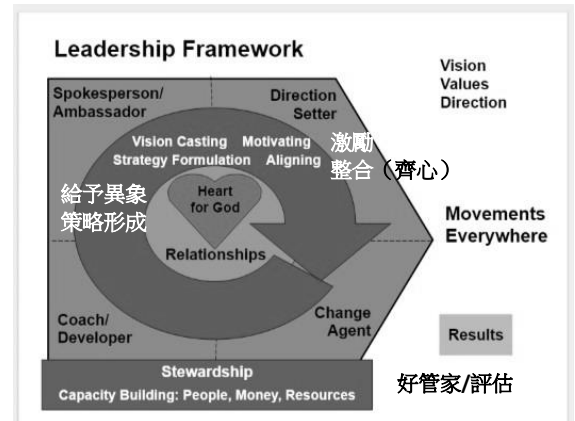 Leadership Framework
Vision
Values
Direction
Spokesperson/
Ambassador
Direction
Setter
Vision Casting Motivating
Strategy Formulation Aligning
激勵
整合（齊心）
給予異象
策略形成
Heart
for God
Relationships
Movements
Everywhere
Coach/
Developer
Change
Agent
Results
Stewardship
Capacity Building: People, Money, Resources
好管家/評估